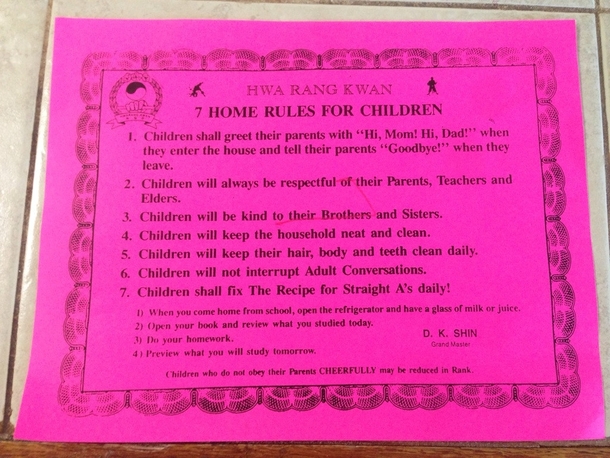 HWA RANG KWAN
7 HOME RULES FOR CHILDREN
1. Children shall greet their parents with "Hi, Mom! Hi, Dad!" when
they enter the house and tell their parents "Goodbye!" when they
leave.
2. Children will always be respectful of their Parents, Teachers and
Elders.
3. Children will be kind to their Brothers and Sisters.
4. Children will keep the household neat and clean.
5. Children will keep their hair, body and teeth clean daily.
6. Children will not interrupt Adult Conversations.
7. Children shall fix The Recipe for Straight A's daily!
1) When you come home from school, open the refrigerator and have a glass of milk or juice.
2) Open your book and review what you studied today.
3) Do your homework.
4) Preview what you will study tomorrow.
D. K. SHIN
Grand Master
Children who do not obey their Parents CHEERFULLY may be reduced in Rank.